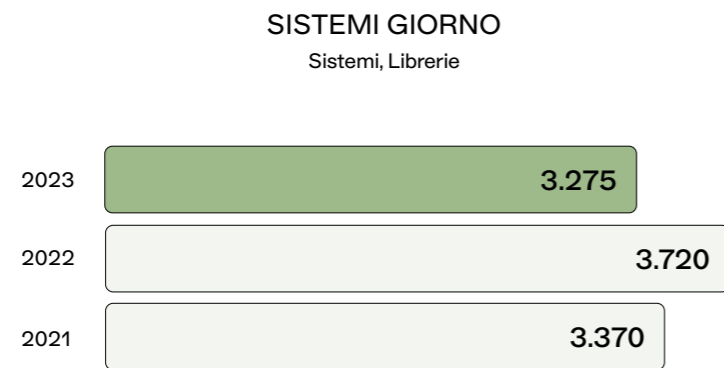 SISTEMI GIORNO
Sistemi, Librerie
2023 3.275
2022 3.720
2021 3.370